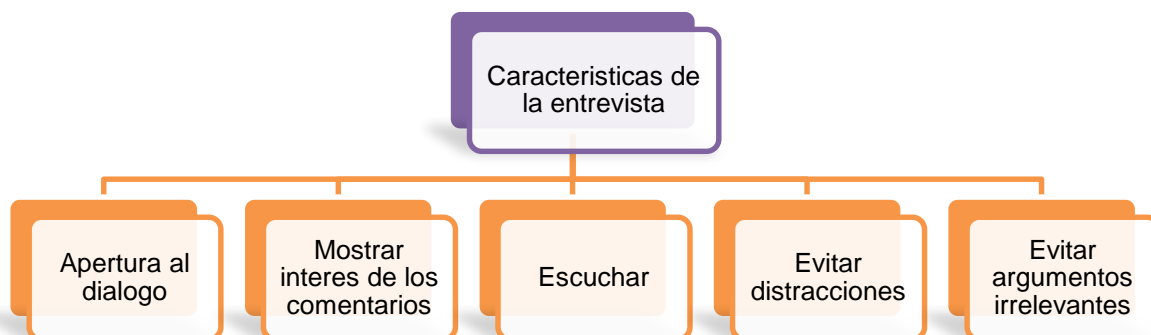 Caracteristicas de
la entrevista
Apertura al
dialogo
Mostrar
interes de los
comentarios
Escuchar
Evitar
distracciones
Evitar
argumentos
irrelevantes